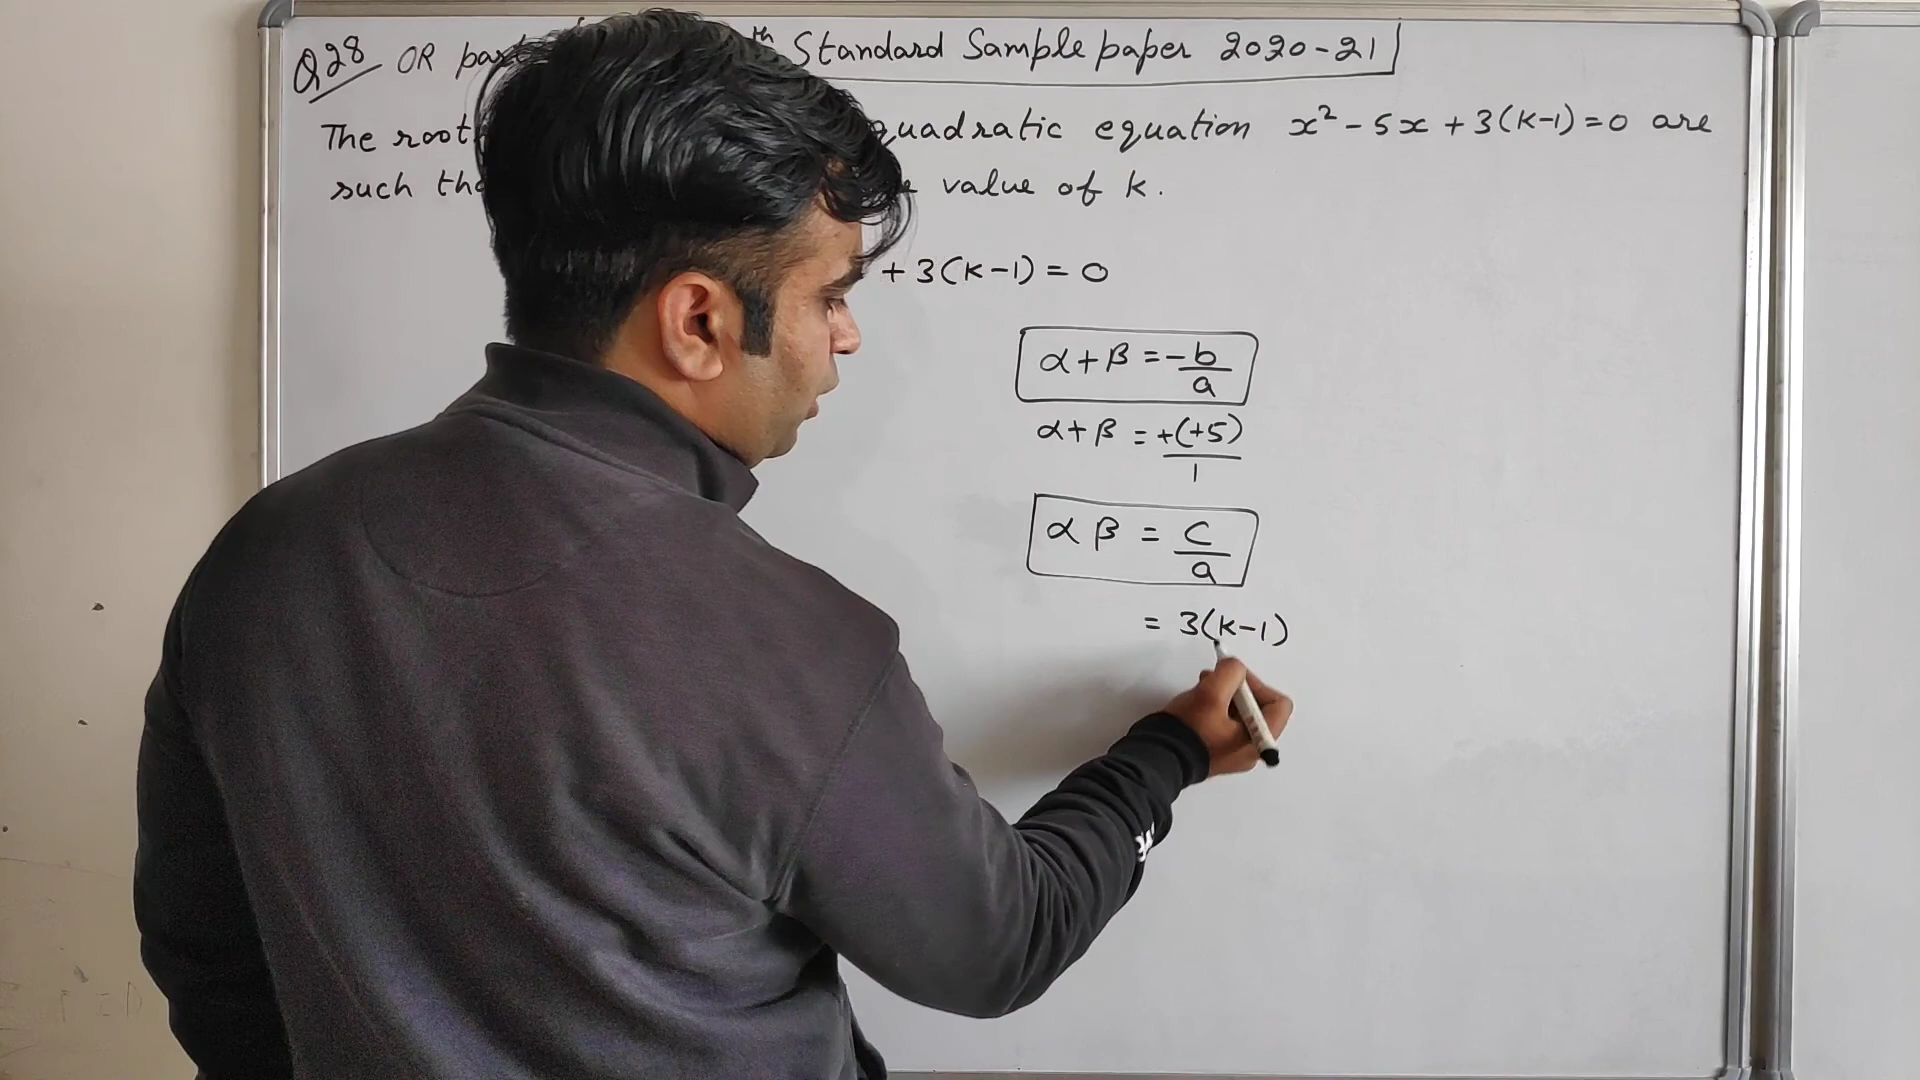 Q28 OR part th Standard Sample paper 2020-21
The root quadratic equation x² - 5x + 3(k-1) = 0 are
such tha value of k.
+ 3(k-1) = 0
α + β = -b/a
α + β = +(+5)/1
α β = c/a
= 3(k-1)